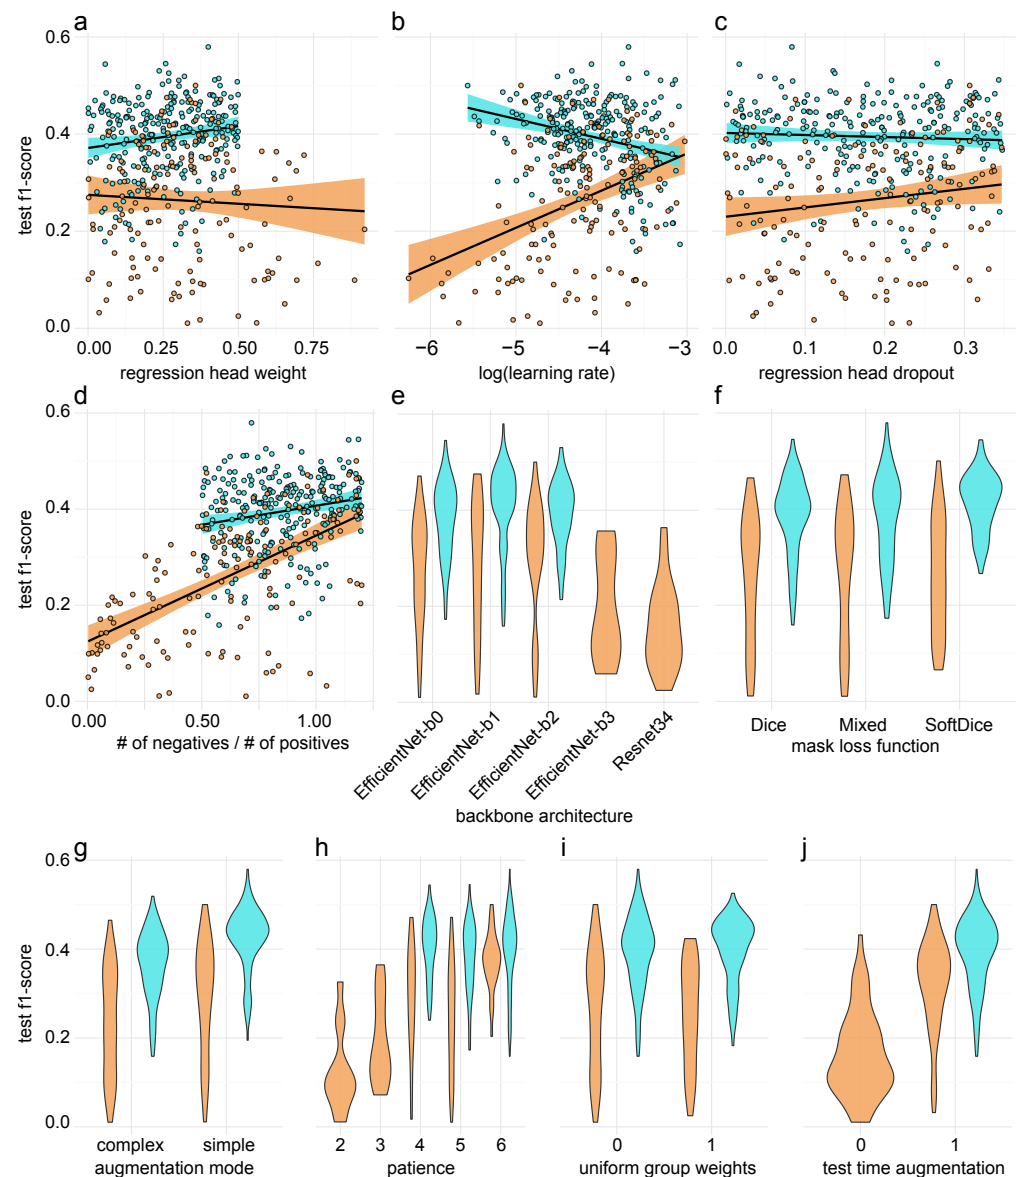 a b c
test f1-score
0.6
0.4
0.2
0.0
0.00 0.25 0.50 0.75
regression head weight
−6 −5 −4 −3
log(learning rate)
0.0 0.1 0.2 0.3
regression head dropout
d e f
test f1-score
0.6
0.4
0.2
0.0
0.00 0.50 1.00
# of negatives / # of positives
EfficientNet-b0
EfficientNet-b1
EfficientNet-b2
EfficientNet-b3
Resnet34
backbone architecture
Dice Mixed SoftDice
mask loss function
g h i j
test f1-score
0.6
0.4
0.2
0.0
complex simple
augmentation mode
2 3 4 5 6
patience
0 1
uniform group weights
0 1
test time augmentation